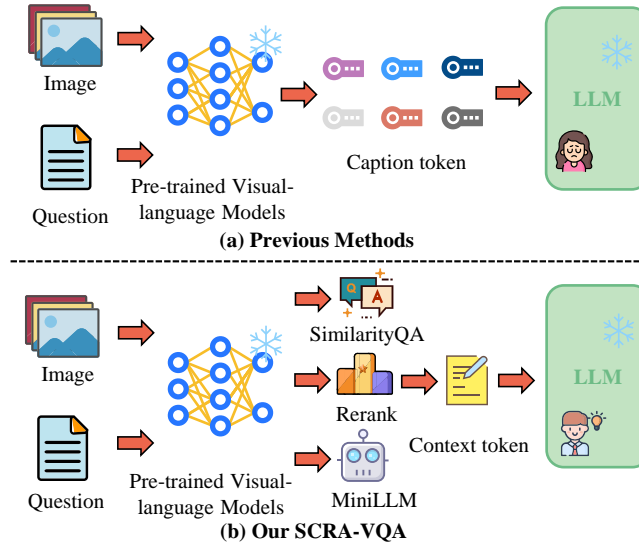 Image
Question
Pre-trained Visual-
language Models
Caption token
LLM
(a) Previous Methods
Image
Question
Pre-trained Visual-
language Models
Q
A
SimilarityQA
Rerank
MiniLLM
Context token
LLM
(b) Our SCRA-VQA